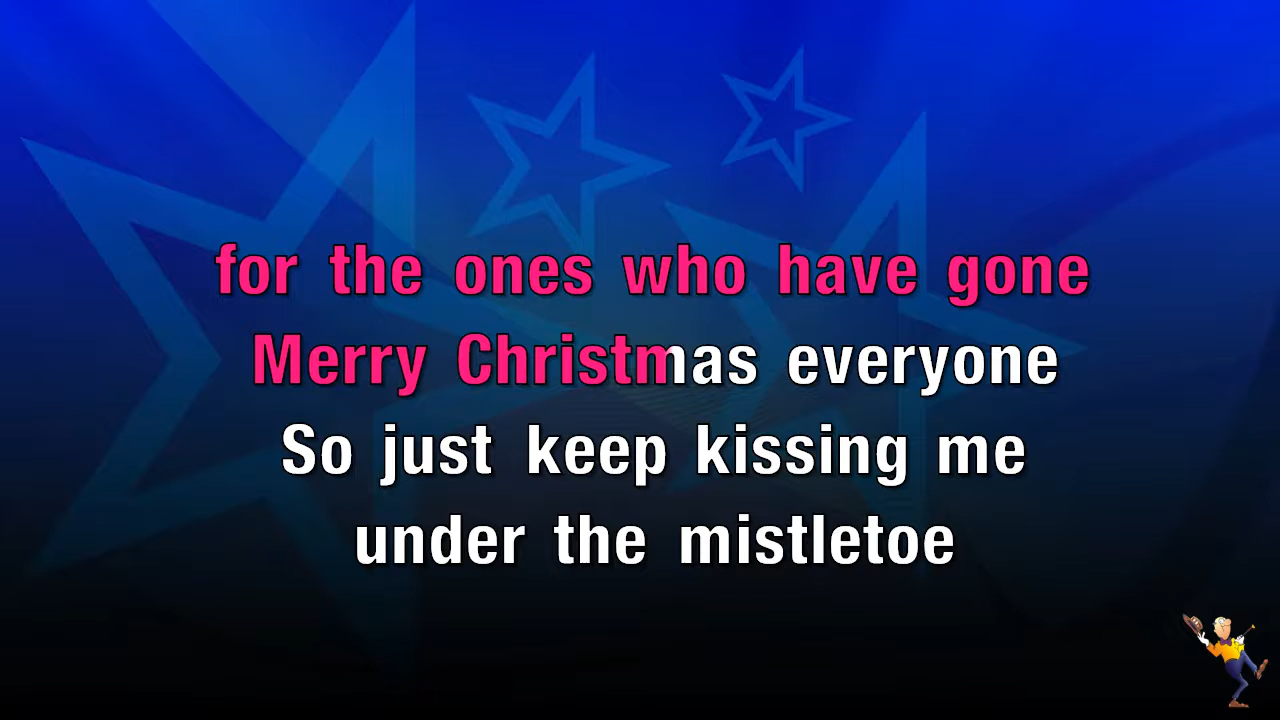 for the ones who have gone
Merry Christmas everyone
So just keep kissing me
under the mistletoe